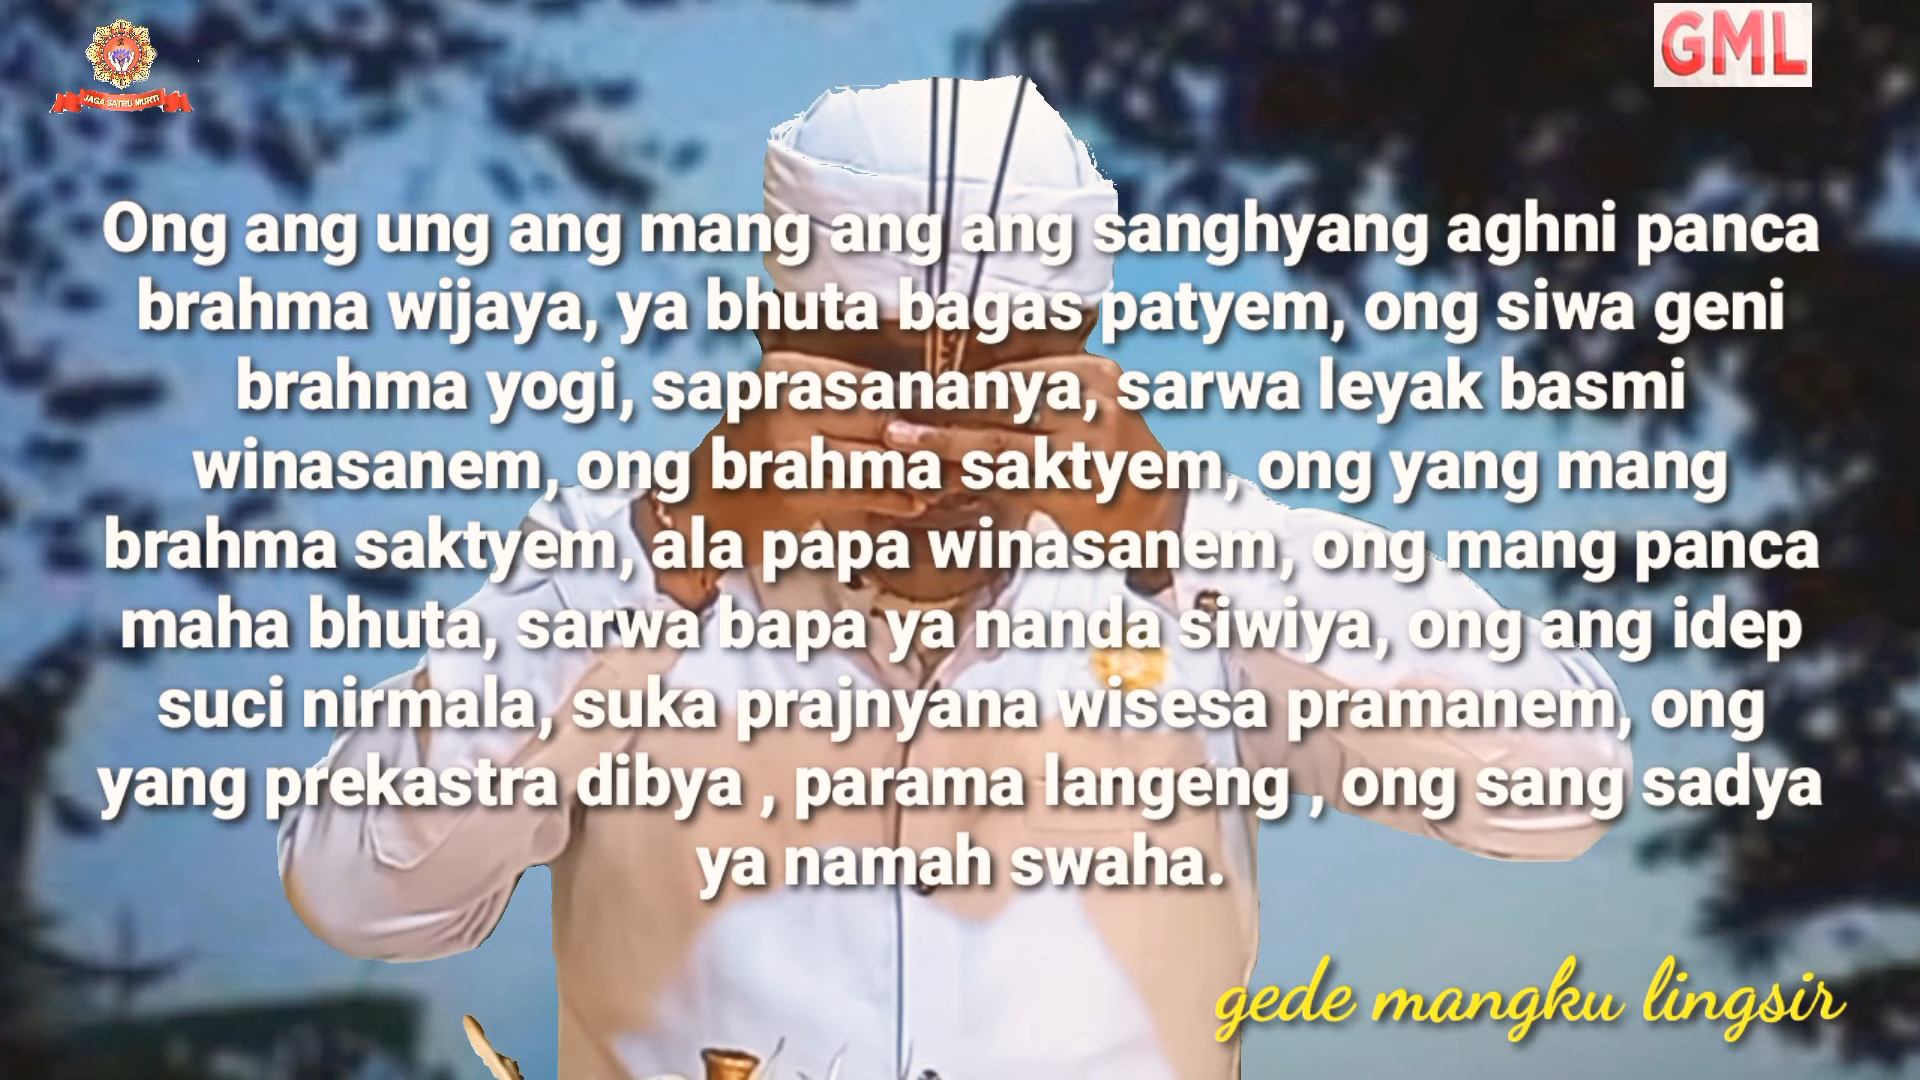 JAGA SATRU MURTI
GML
Ong ang ung ang mang ang ang sanghyang aghni panca
brahma wijaya, ya bhuta bagas patyem, ong siwa geni
brahma yogi, saprasananya, sarwa leyak basmi
winasanem, ong brahma saktyem, ong yang mang
brahma saktyem, ala papa winasanem, ong mang panca
maha bhuta, sarwa bapa ya nanda siwiya, ong ang idep
suci nirmala, suka prajnyana wisesa pramanem, ong
yang prekastra dibya , parama langeng , ong sang sadya
ya namah swaha.
gede mangku lingsir